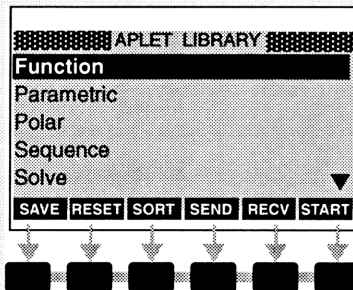 APLET LIBRARY
Function
Parametric
Polar
Sequence
Solve
SAVE RESET SORT SEND RECV START